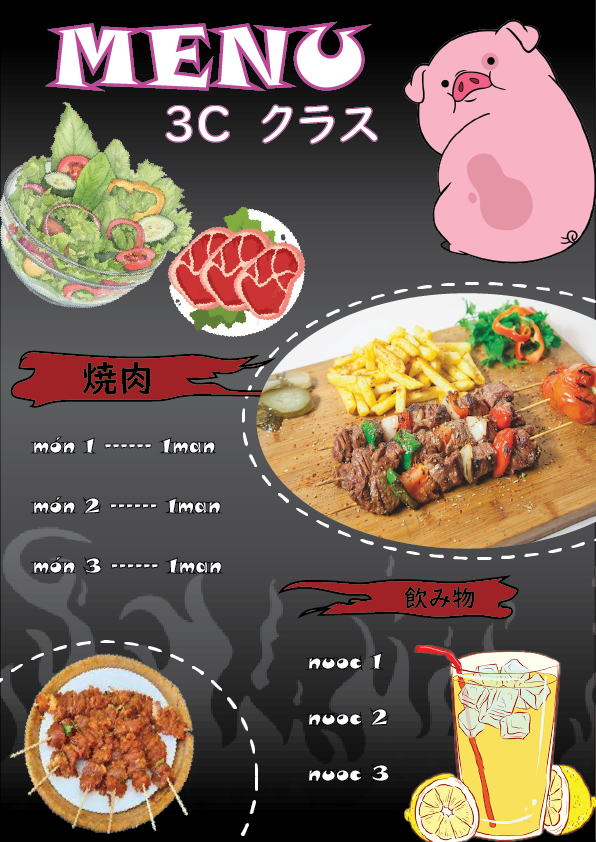 MENU
3C クラス
焼肉
món 1 ------ 1man
món 2 ------ 1man
món 3 ------ 1man
飲み物
nuoc 1
nuoc 2
nuoc 3